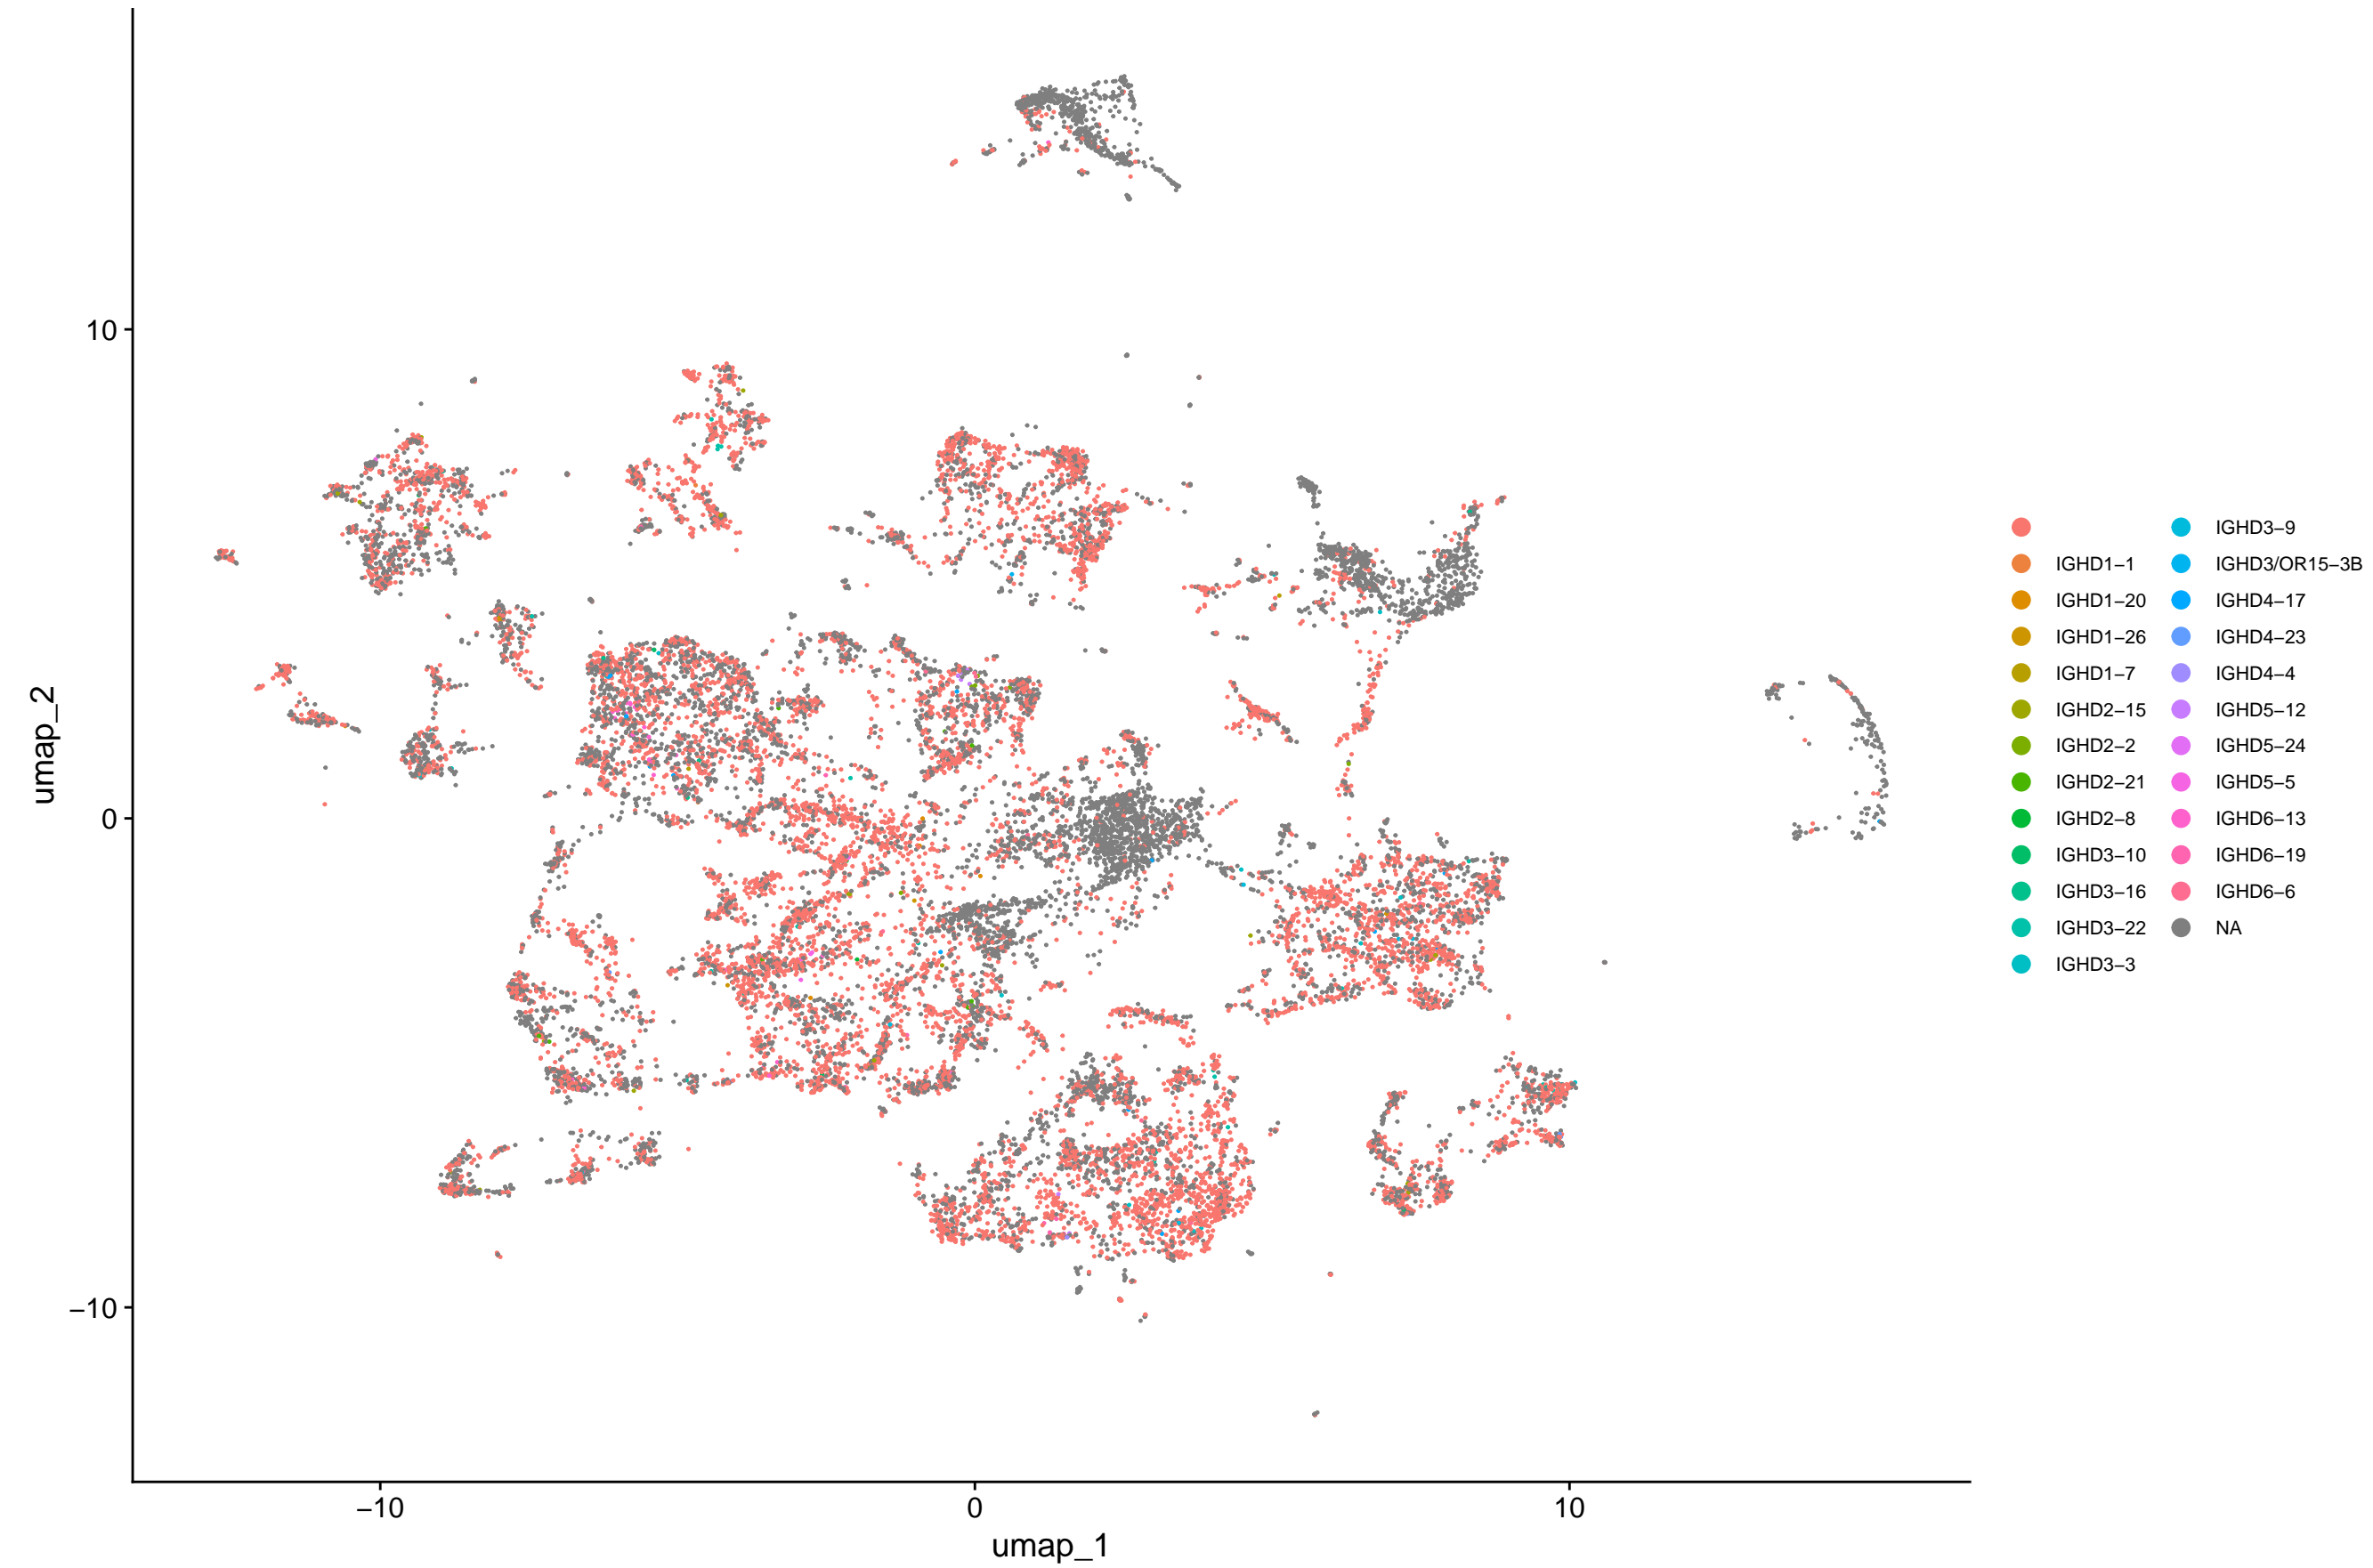 10
0
−10
umap_2
−10
0
10
umap_1
IGHD1−1
IGHD1−20
IGHD1−26
IGHD1−7
IGHD2−15
IGHD2−2
IGHD2−21
IGHD2−8
IGHD3−10
IGHD3−16
IGHD3−22
IGHD3−3
IGHD3−9
IGHD3/OR15−3B
IGHD4−17
IGHD4−23
IGHD4−4
IGHD5−12
IGHD5−24
IGHD5−5
IGHD6−13
IGHD6−19
IGHD6−6
NA